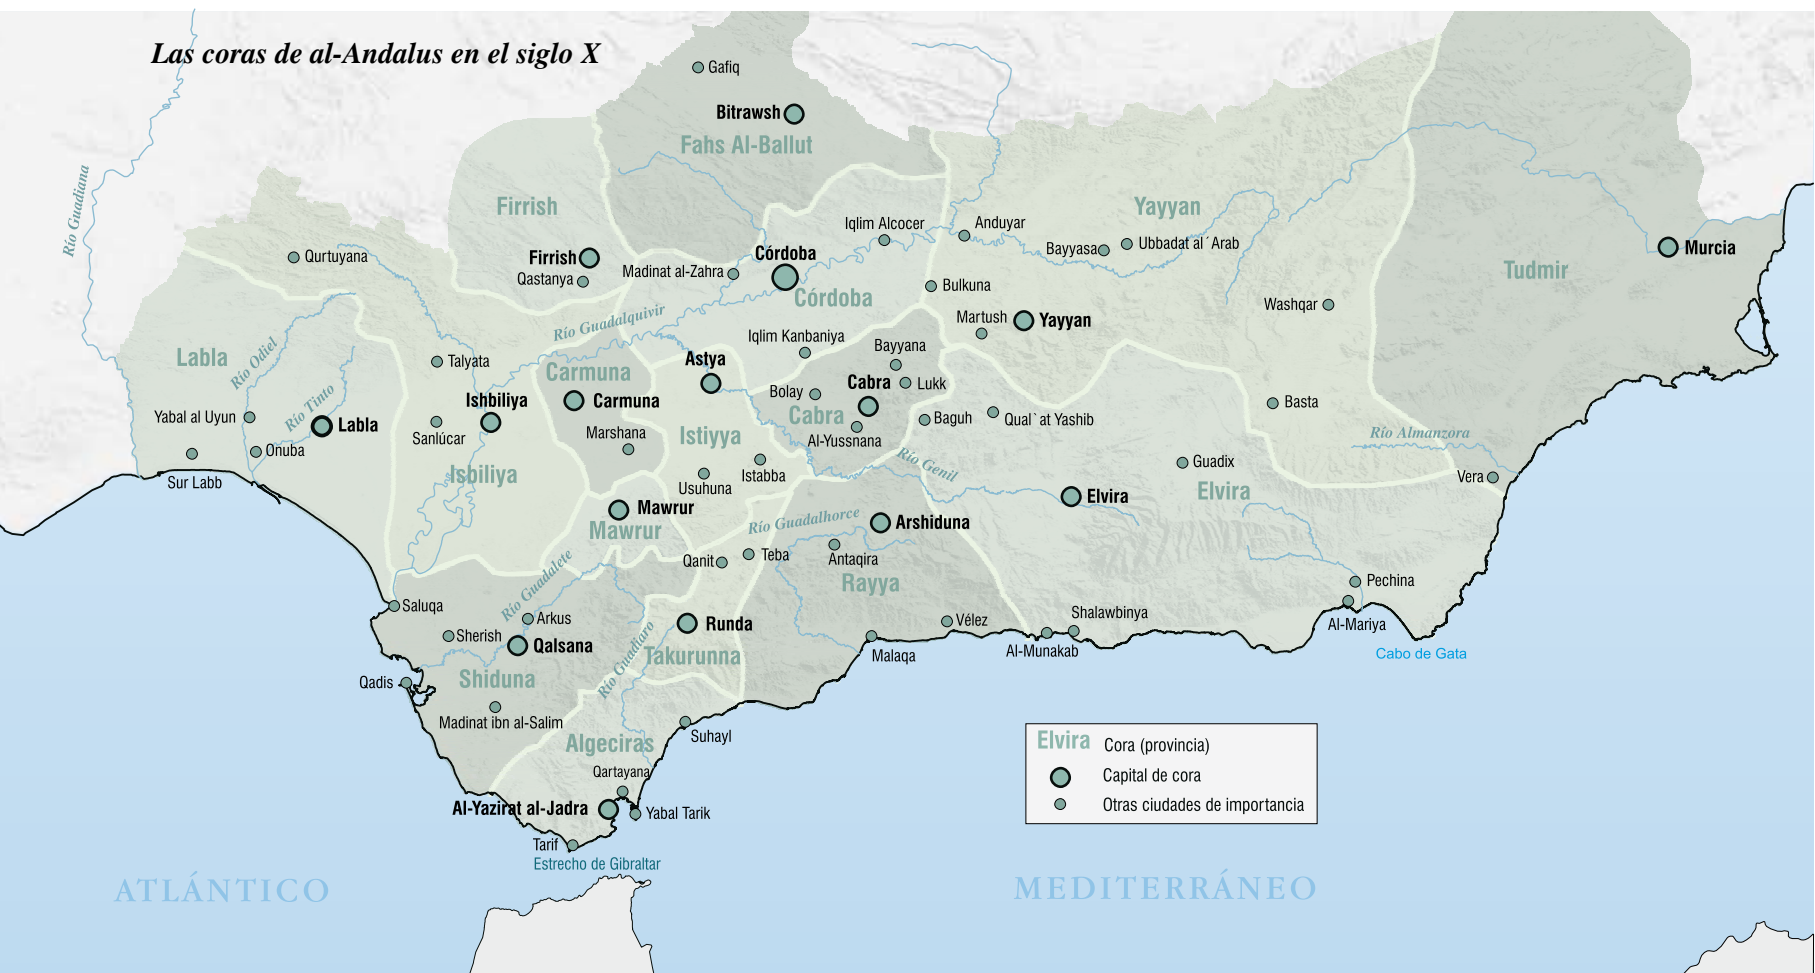 Las coras de al-Andalus en el siglo X
Gafiq
Bitrawsh
Fahs Al-Ballut
Río Guadiana
Firrish
Yayyan
Iqlim Alcocer
Anduyar
Bayyasa
Ubbadat al´Arab
Murcia
Qurtuyana
Firrish
Qastanya
Madinat al-Zahra
Córdoba
Córdoba
Tudmir
Bulkuna
Washqar
Río Guadalquivir
Martush
Yayyan
Iqlim Kanbaniya
Bayyana
Labla
Río Odiel
Talyata
Carmuna
Astya
Cabra
Lukk
Río Tinto
Ishbiliya
Carmuna
Bolay
Cabra
Basta
Yabal al Uyun
Labla
Sanlúcar
Marshana
Istiyya
Al-Yussnana
Baguh
Qual`at Yashib
Río Almanzora
Onuba
Isbiliya
Istabba
Río Genil
Guadix
Vera
Sur Labb
Usuhuna
Elvira
Elvira
Mawrur
Mawrur
Río Guadalhorce
Arshiduna
Qanit
Teba
Antaqira
Rayya
Río Guadalete
Pechina
Saluqa
Arkus
Sherish
Qalsana
Runda
Takurunna
Río Guadiaro
Vélez
Shalawbinya
Malaqa
Al-Munakab
Al-Mariya
Cabo de Gata
Qadis
Shiduna
Madinat ibn al-Salim
Suhayl
Algeciras
Qartayana
Al-Yazirat al-Jadra
Yabal Tarik
Tarif
Estrecho de Gibraltar
Elvira Cora (provincia)
Capital de cora
Otras ciudades de importancia
ATLÁNTICO
MEDITERRÁNEO